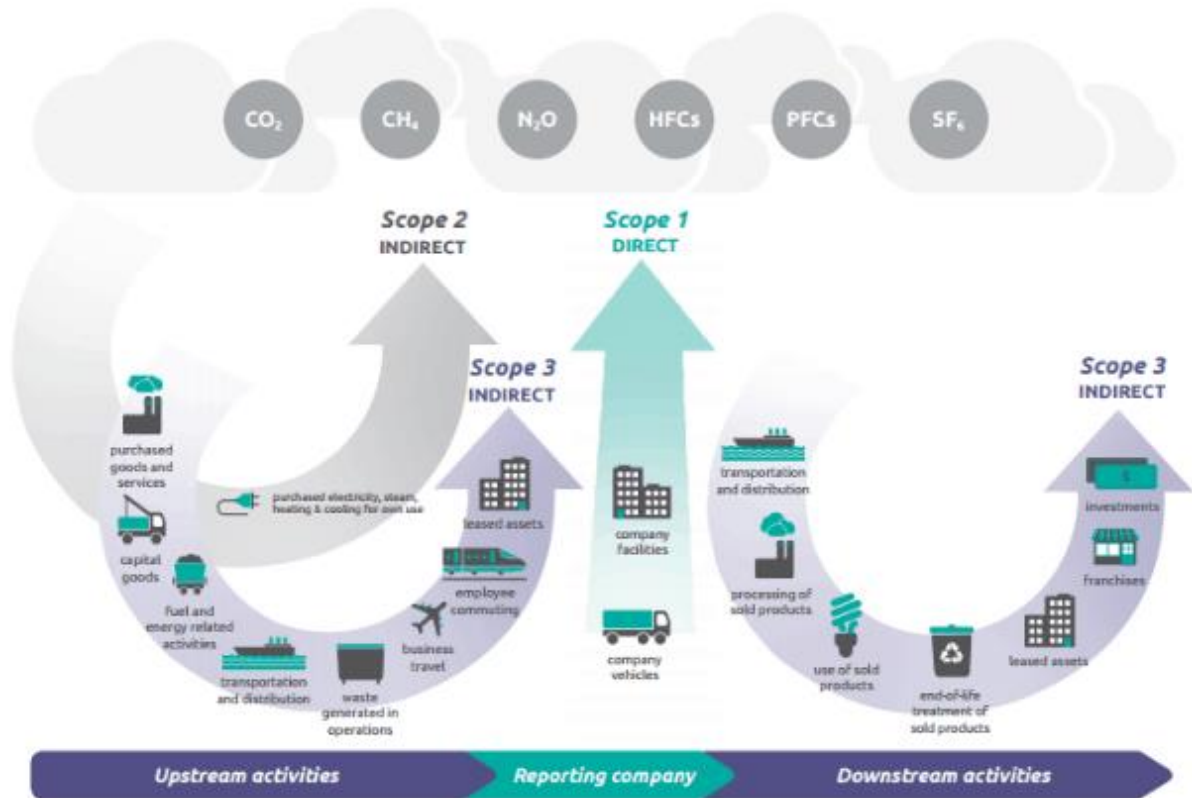 CO₂
CH₄
N₂O
HFCs
PFCs
SF₆
Scope 2
INDIRECT
Scope 1
DIRECT
Scope 3
INDIRECT
Scope 3
INDIRECT
purchased
goods and
services
capital
goods
fuel and
energy related
activities
transportation
and distribution
waste
generated in
operations
business
travel
employee
commuting
leased assets
purchased electricity, steam,
heating & cooling for own use
company
facilities
company
vehicles
transportation
and distribution
processing of
sold products
use of sold
products
end-of-life
treatment of
sold products
leased assets
franchises
investments
Upstream activities
Reporting company
Downstream activities